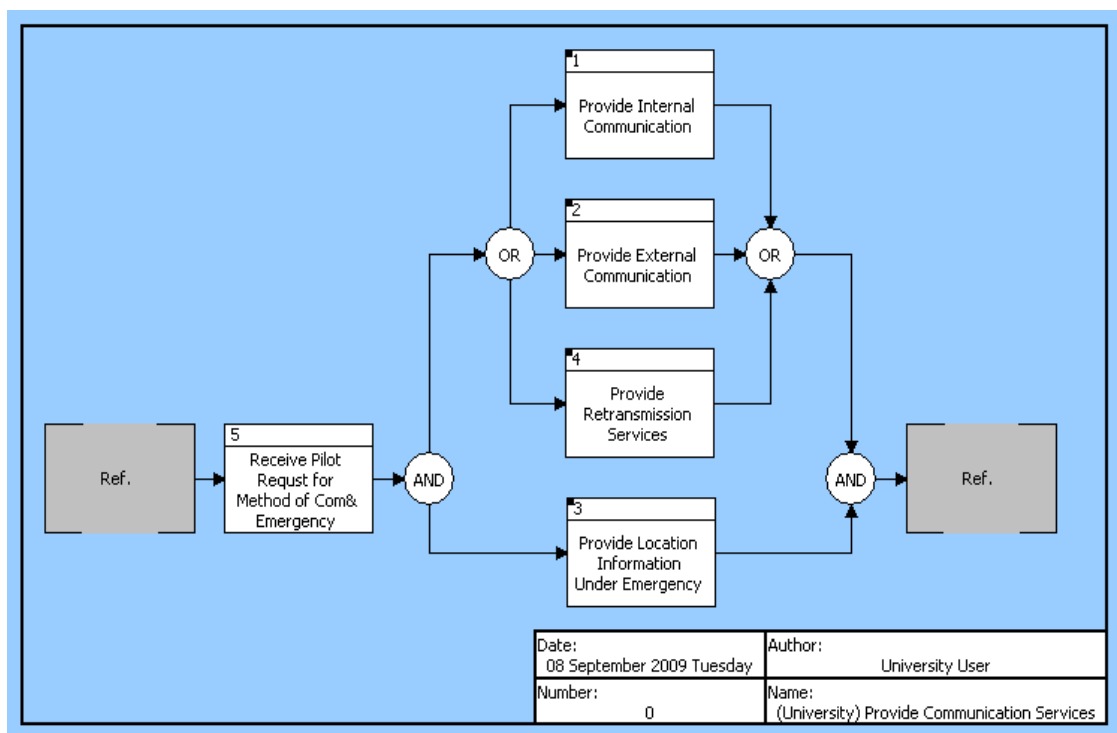 1
Provide Internal
Communication
OR
2
Provide External
Communication
OR
4
Provide
Retransmission
Services
Ref.
5
Receive Pilot
Requst for
Method of Com&
Emergency
AND
3
Provide Location
Information
Under Emergency
AND
Ref.
Date:
08 September 2009 Tuesday
Author:
University User
Number:
0
Name:
(University) Provide Communication Services